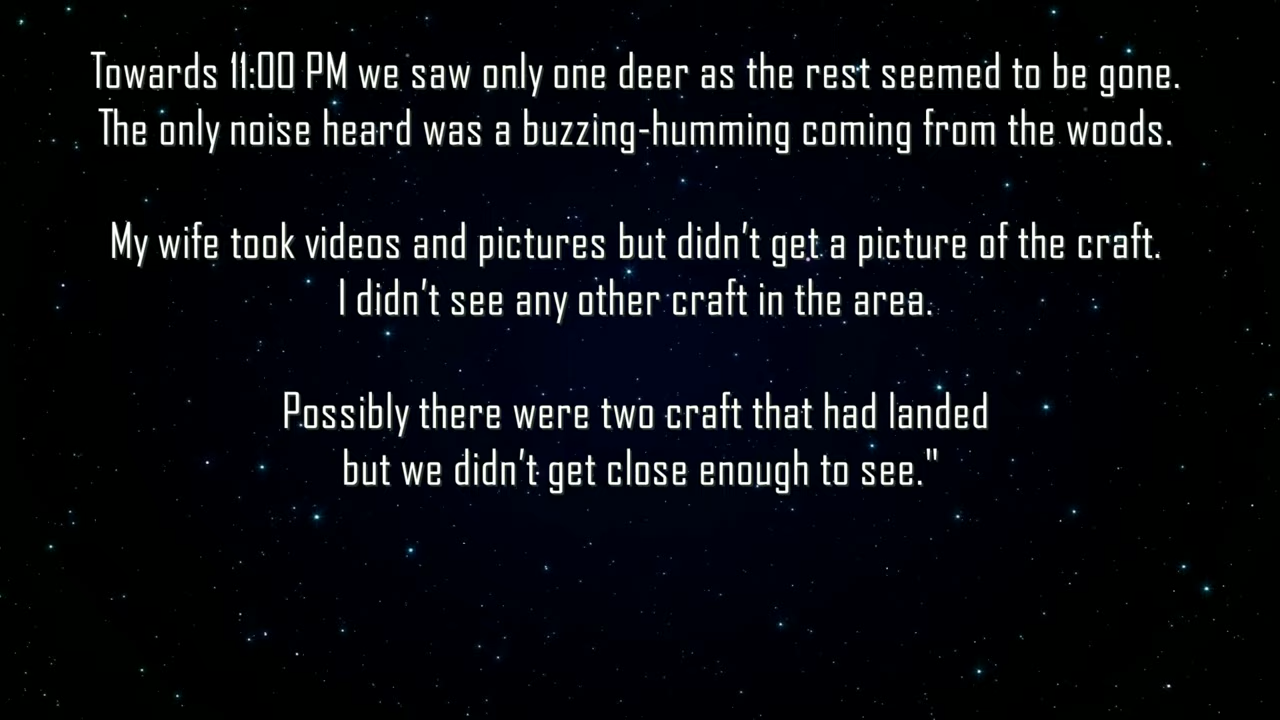 Towards 11:00 PM we saw only one deer as the rest seemed to be gone.
The only noise heard was a buzzing-humming coming from the woods.
My wife took videos and pictures but didn't get a picture of the craft.
I didn't see any other craft in the area.
Possibly there were two craft that had landed
but we didn't get close enough to see."